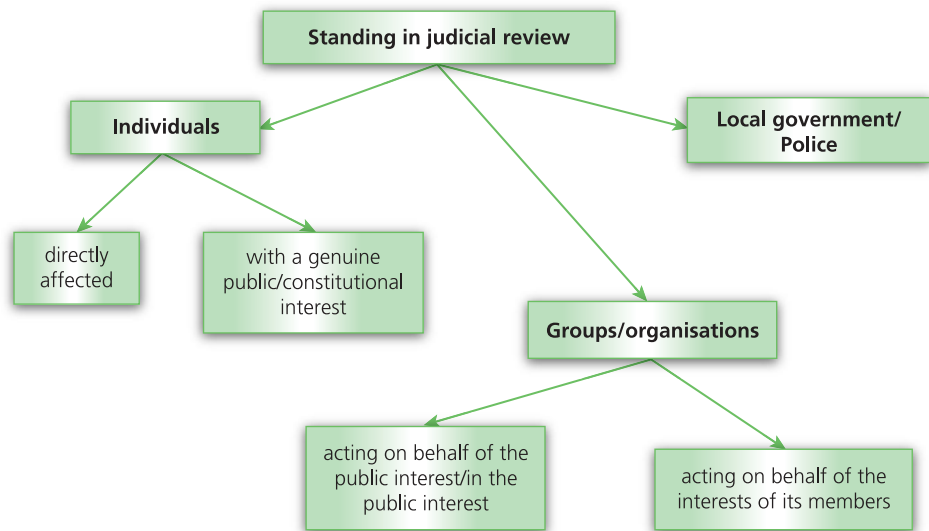 Standing in judicial review
Individuals
Local government/
Police
directly
affected
with a genuine
public/constitutional
interest
Groups/organisations
acting on behalf of the
public interest/in the
public interest
acting on behalf of the
interests of its members